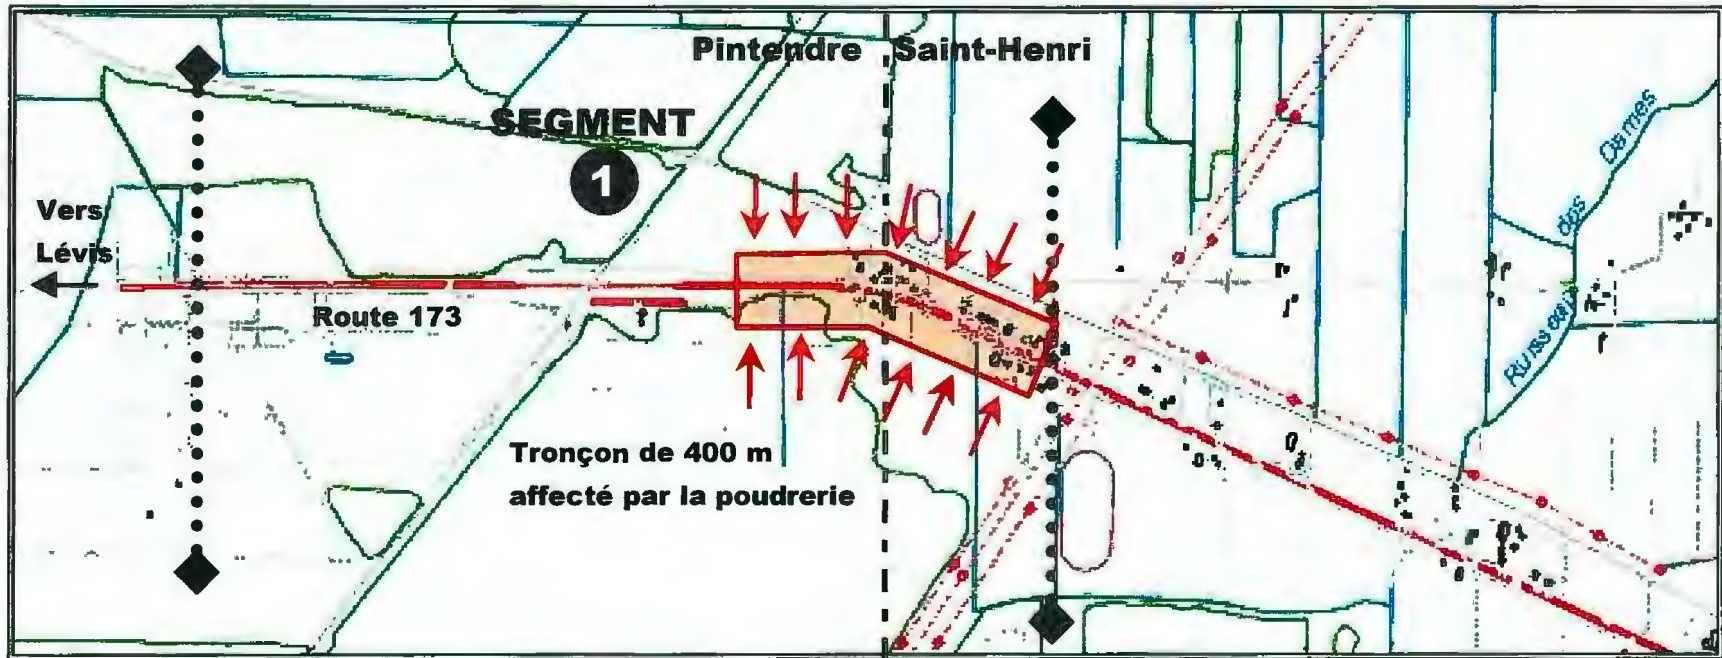 Pintendre Saint-Henri
SEGMENT
1
Vers
Lévis
Route 173
Tronçon de 400 m
affecté par la poudrerie
Ruisseau
des
Dames